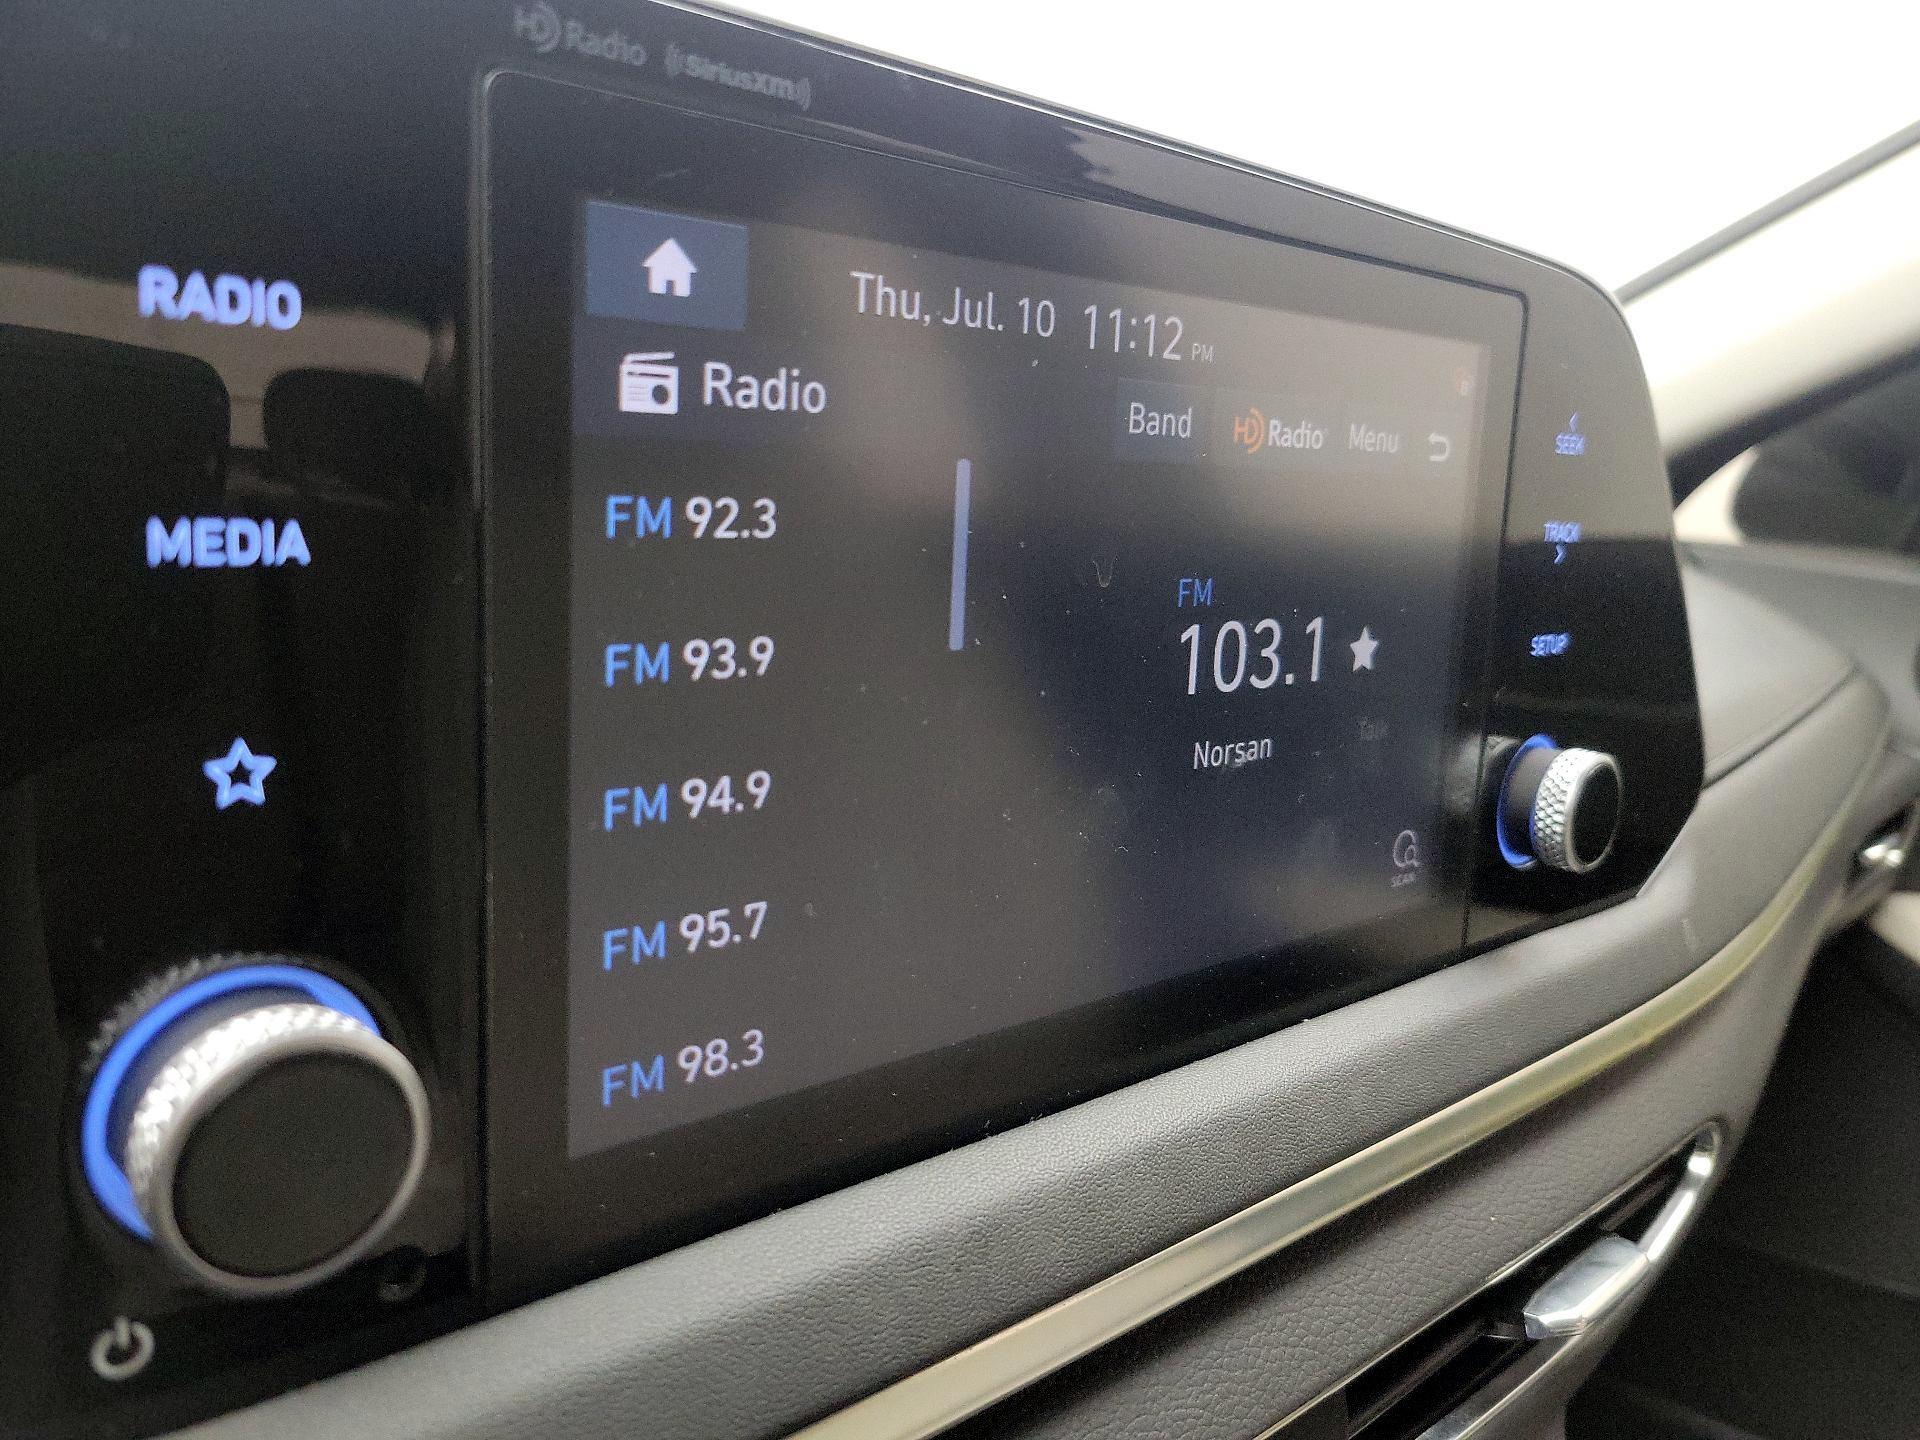 HD Radio SiriusXM
RADIO
MEDIA
Thu, Jul. 10 11:12 PM
Radio
Band HD Radio Menu
FM 92.3
FM 93.9
FM 94.9
FM 95.7
FM 98.3
FM
103.1
Norsan
Talk
SCAN
SEEK
TRACK
SETUP